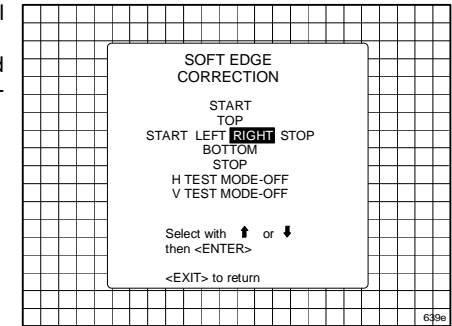 SOFT EDGE
CORRECTION
START
TOP
START LEFT RIGHT STOP
BOTTOM
STOP
H TEST MODE-OFF
V TEST MODE-OFF
Select with ⬆ or ⬇
then <ENTER>
<EXIT> to return
639e